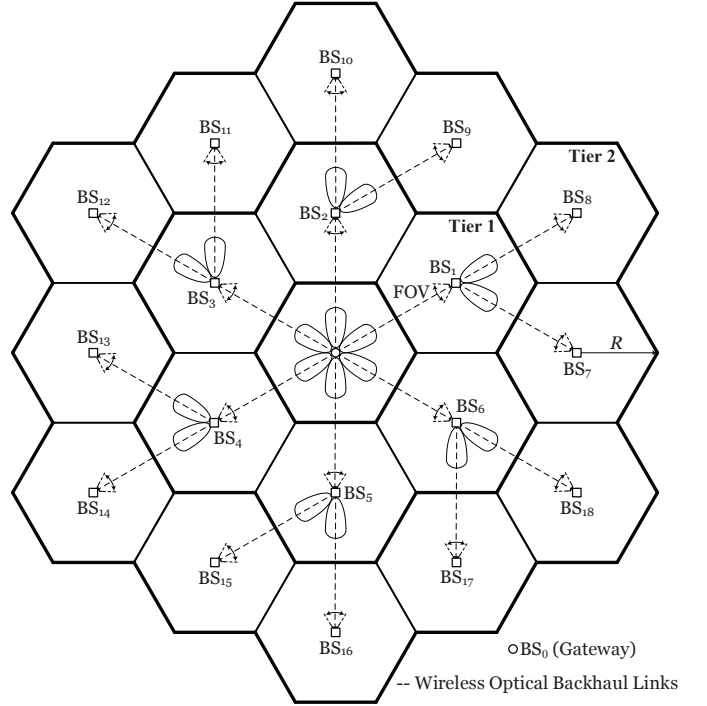 BS₁₀
BS₁₁
BS₉
Tier 2
BS₁₂
BS₂
Tier 1
BS₈
BS₃
BS₁
FOV
BS₁₃
R
BS₇
BS₄
BS₆
BS₁₄
BS₅
BS₁₈
BS₁₅
BS₁₇
BS₁₆
BS₀ (Gateway)
-- Wireless Optical Backhaul Links